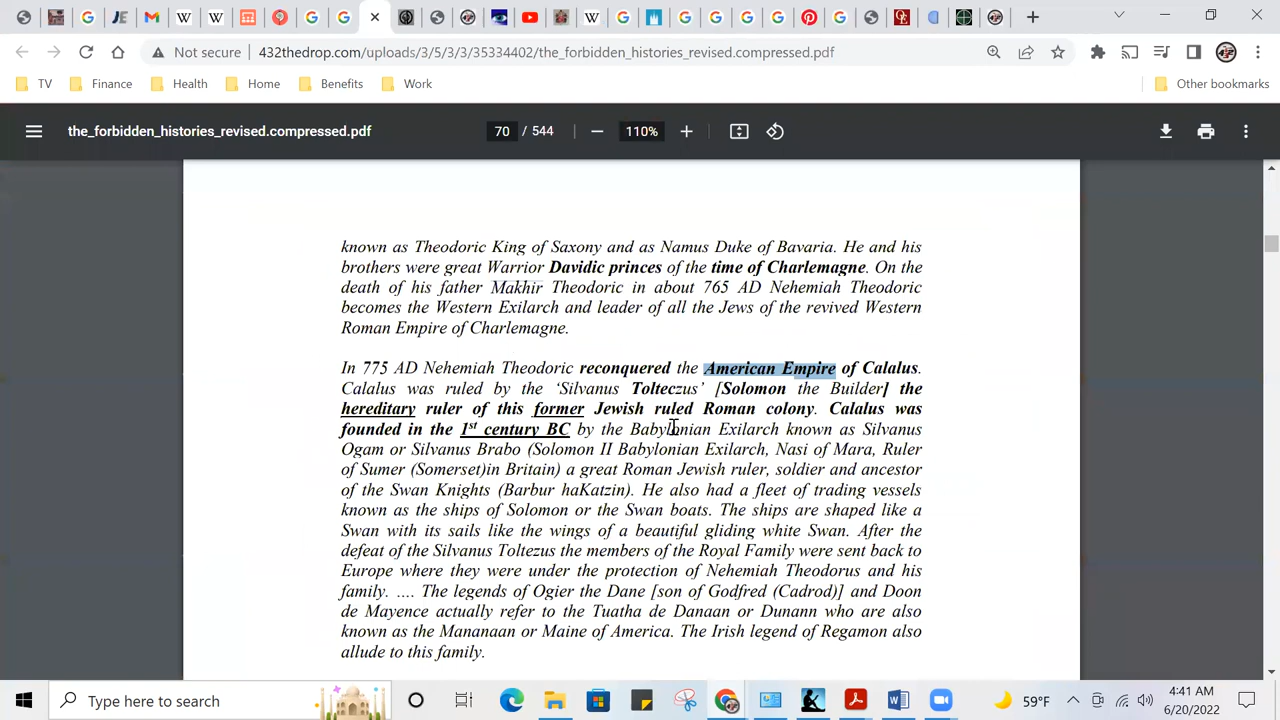 Not secure
432thedrop.com/uploads/3/5/3/3/35334402/the_forbidden_histories_revised.compressed.pdf
TV
Finance
Health
Home
Benefits
Work
Other bookmarks
the_forbidden_histories_revised.compressed.pdf
70 / 544
110%
known as Theodoric King of Saxony and as Namus Duke of Bavaria. He and his
brothers were great Warrior Davidic princes of the time of Charlemagne. On the
death of his father Makhir Theodoric in about 765 AD Nehemiah Theodoric
becomes the Western Exilarch and leader of all the Jews of the revived Western
Roman Empire of Charlemagne.
In 775 AD Nehemiah Theodoric reconquered the American Empire of Calalus.
Calalus was ruled by the ‘Silvanus Tolteczus’ [Solomon the Builder] the
hereditary ruler of this former Jewish ruled Roman colony. Calalus was
founded in the 1st century BC by the Babylonian Exilarch known as Silvanus
Ogam or Silvanus Brabo (Solomon II Babylonian Exilarch, Nasi of Mara, Ruler
of Sumer (Somerset)in Britain) a great Roman Jewish ruler, soldier and ancestor
of the Swan Knights (Barbur haKatzin). He also had a fleet of trading vessels
known as the ships of Solomon or the Swan boats. The ships are shaped like a
Swan with its sails like the wings of a beautiful gliding white Swan. After the
defeat of the Silvanus Toltezus the members of the Royal Family were sent back to
Europe where they were under the protection of Nehemiah Theodorus and his
family. …. The legends of Ogier the Dane [son of Godfred (Cadrod)] and Doon
de Mayence actually refer to the Tuatha de Danaan or Dunann who are also
known as the Mananaan or Maine of America. The Irish legend of Regamon also
allude to this family.
Type here to search
59°F
4:41 AM
6/20/2022